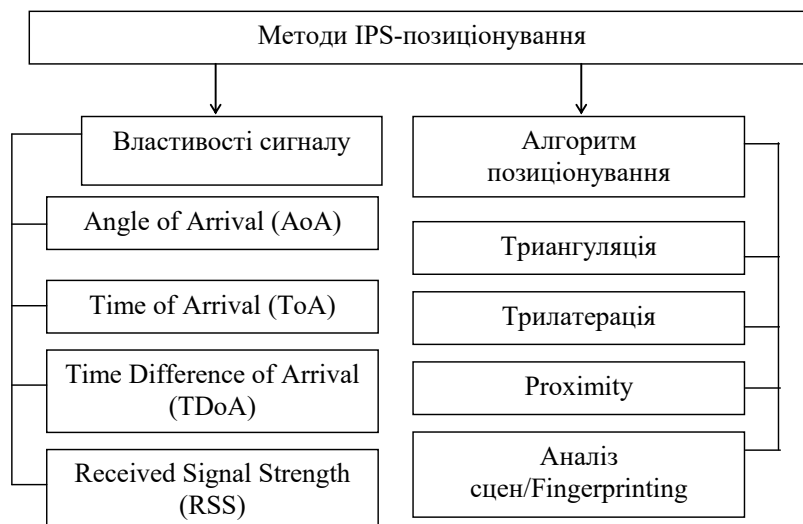 Методи IPS-позиціонування
Властивості сигналу
Angle of Arrival (AoA)
Time of Arrival (ToA)
Time Difference of Arrival
(TDoA)
Received Signal Strength
(RSS)
Алгоритм
позиціонування
Триангуляція
Трилатерація
Proximity
Аналіз
сцен/Fingerprinting